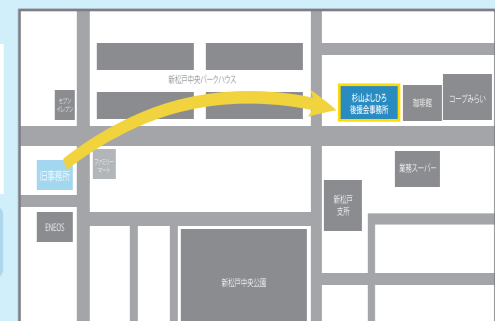 新松戸中央パークハウス
セブン
イレブン
杉山よしひろ
後援会事務所
珈琲館
コープみらい
旧事務所
ファミリー
マート
業務スーパー
新松戸
支所
ENEOS
新松戸中央公園